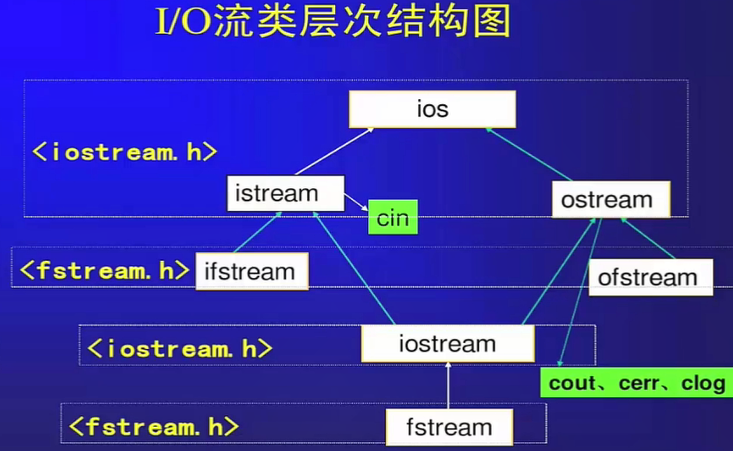 I/O流类层次结构图
ios
<iostream.h>
istream
ostream
cin
<fstream.h>
ifstream
ofstream
<iostream.h>
iostream
cout、cerr、clog
<fstream.h>
fstream